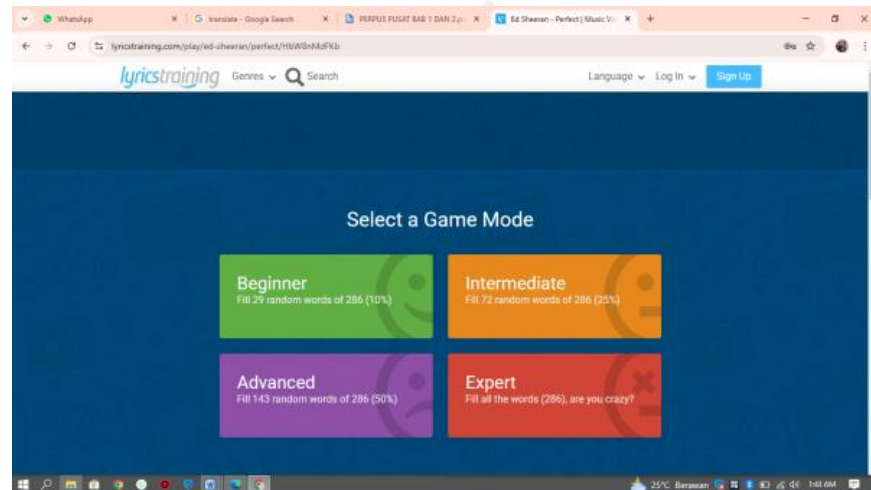 WhatsApp
translate - Google Search
PERPUS PUSAT BAB 1 DAN 2.p
Ed Sheeran - Perfect | Music Vi
lyricstraining.com/play/ed-sheeran/perfect/HbW8nMdFKb
lyricstraining Genres Search Language Log In Sign Up
Select a Game Mode
Beginner
Fill 29 random words of 286 (10%)
Intermediate
Fill 72 random words of 286 (25%)
Advanced
Fill 143 random words of 286 (50%)
Expert
Fill all the words (286), are you crazy?
25°C Berawan 1:43 AM